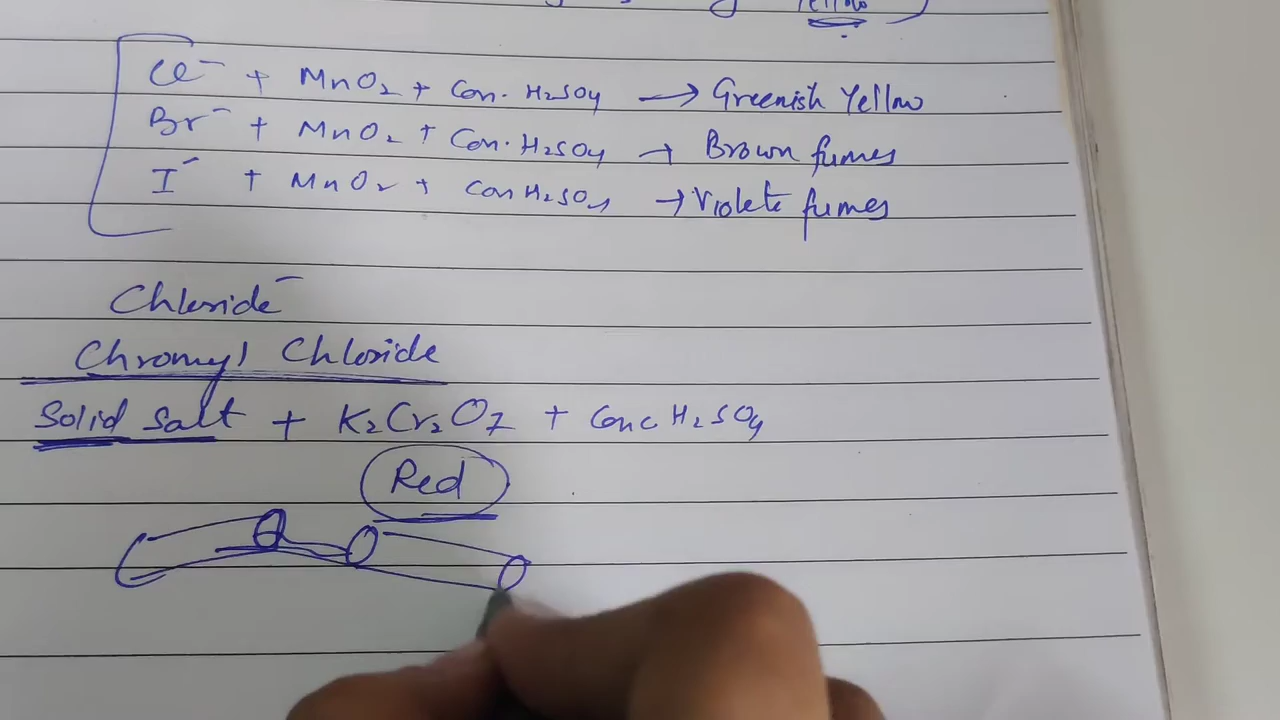 Yellow
Cl⁻ + MnO₂ + Con. H₂SO₄ → Greenish Yellow
Br⁻ + MnO₂ + Con. H₂SO₄ → Brown fumes
I⁻ + MnO₂ + Con H₂SO₄ → Violete fumes
Chloride⁻
Chromyl Chloride
Solid Salt + K₂Cr₂O₇ + Conc H₂SO₄
Red